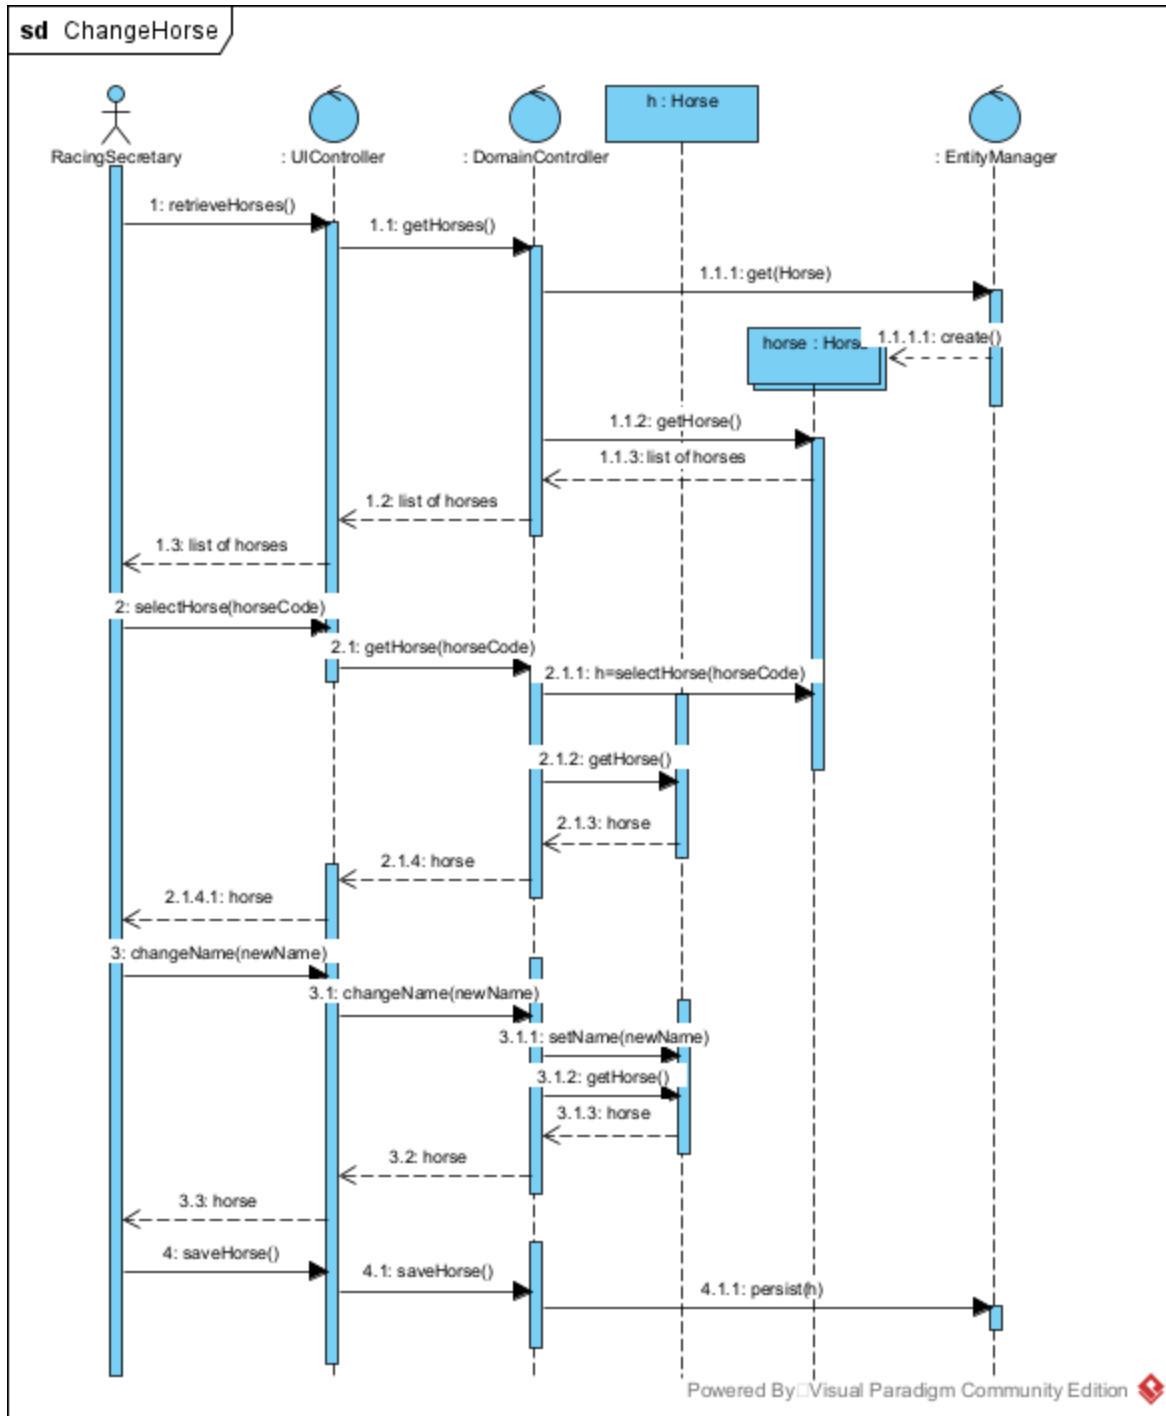 sd ChangeHorse
h : Horse
RacingSecretary
: UIController
: DomainController
: EntityManager
1: retrieveHorses()
1.1: getHorses()
1.1.1: get(Horse)
1.1.1.1: create()
horse : Horse
1.1.2: getHorse()
1.1.3: list of horses
1.2: list of horses
1.3: list of horses
2: selectHorse(horseCode)
2.1: getHorse(horseCode)
2.1.1: h=selectHorse(horseCode)
2.1.2: getHorse()
2.1.3: horse
2.1.4: horse
2.1.4.1: horse
3: changeName(newName)
3.1: changeName(newName)
3.1.1: setName(newName)
3.1.2: getHorse()
3.1.3: horse
3.2: horse
3.3: horse
4: saveHorse()
4.1: saveHorse()
4.1.1: persist(h)
Powered By Visual Paradigm Community Edition